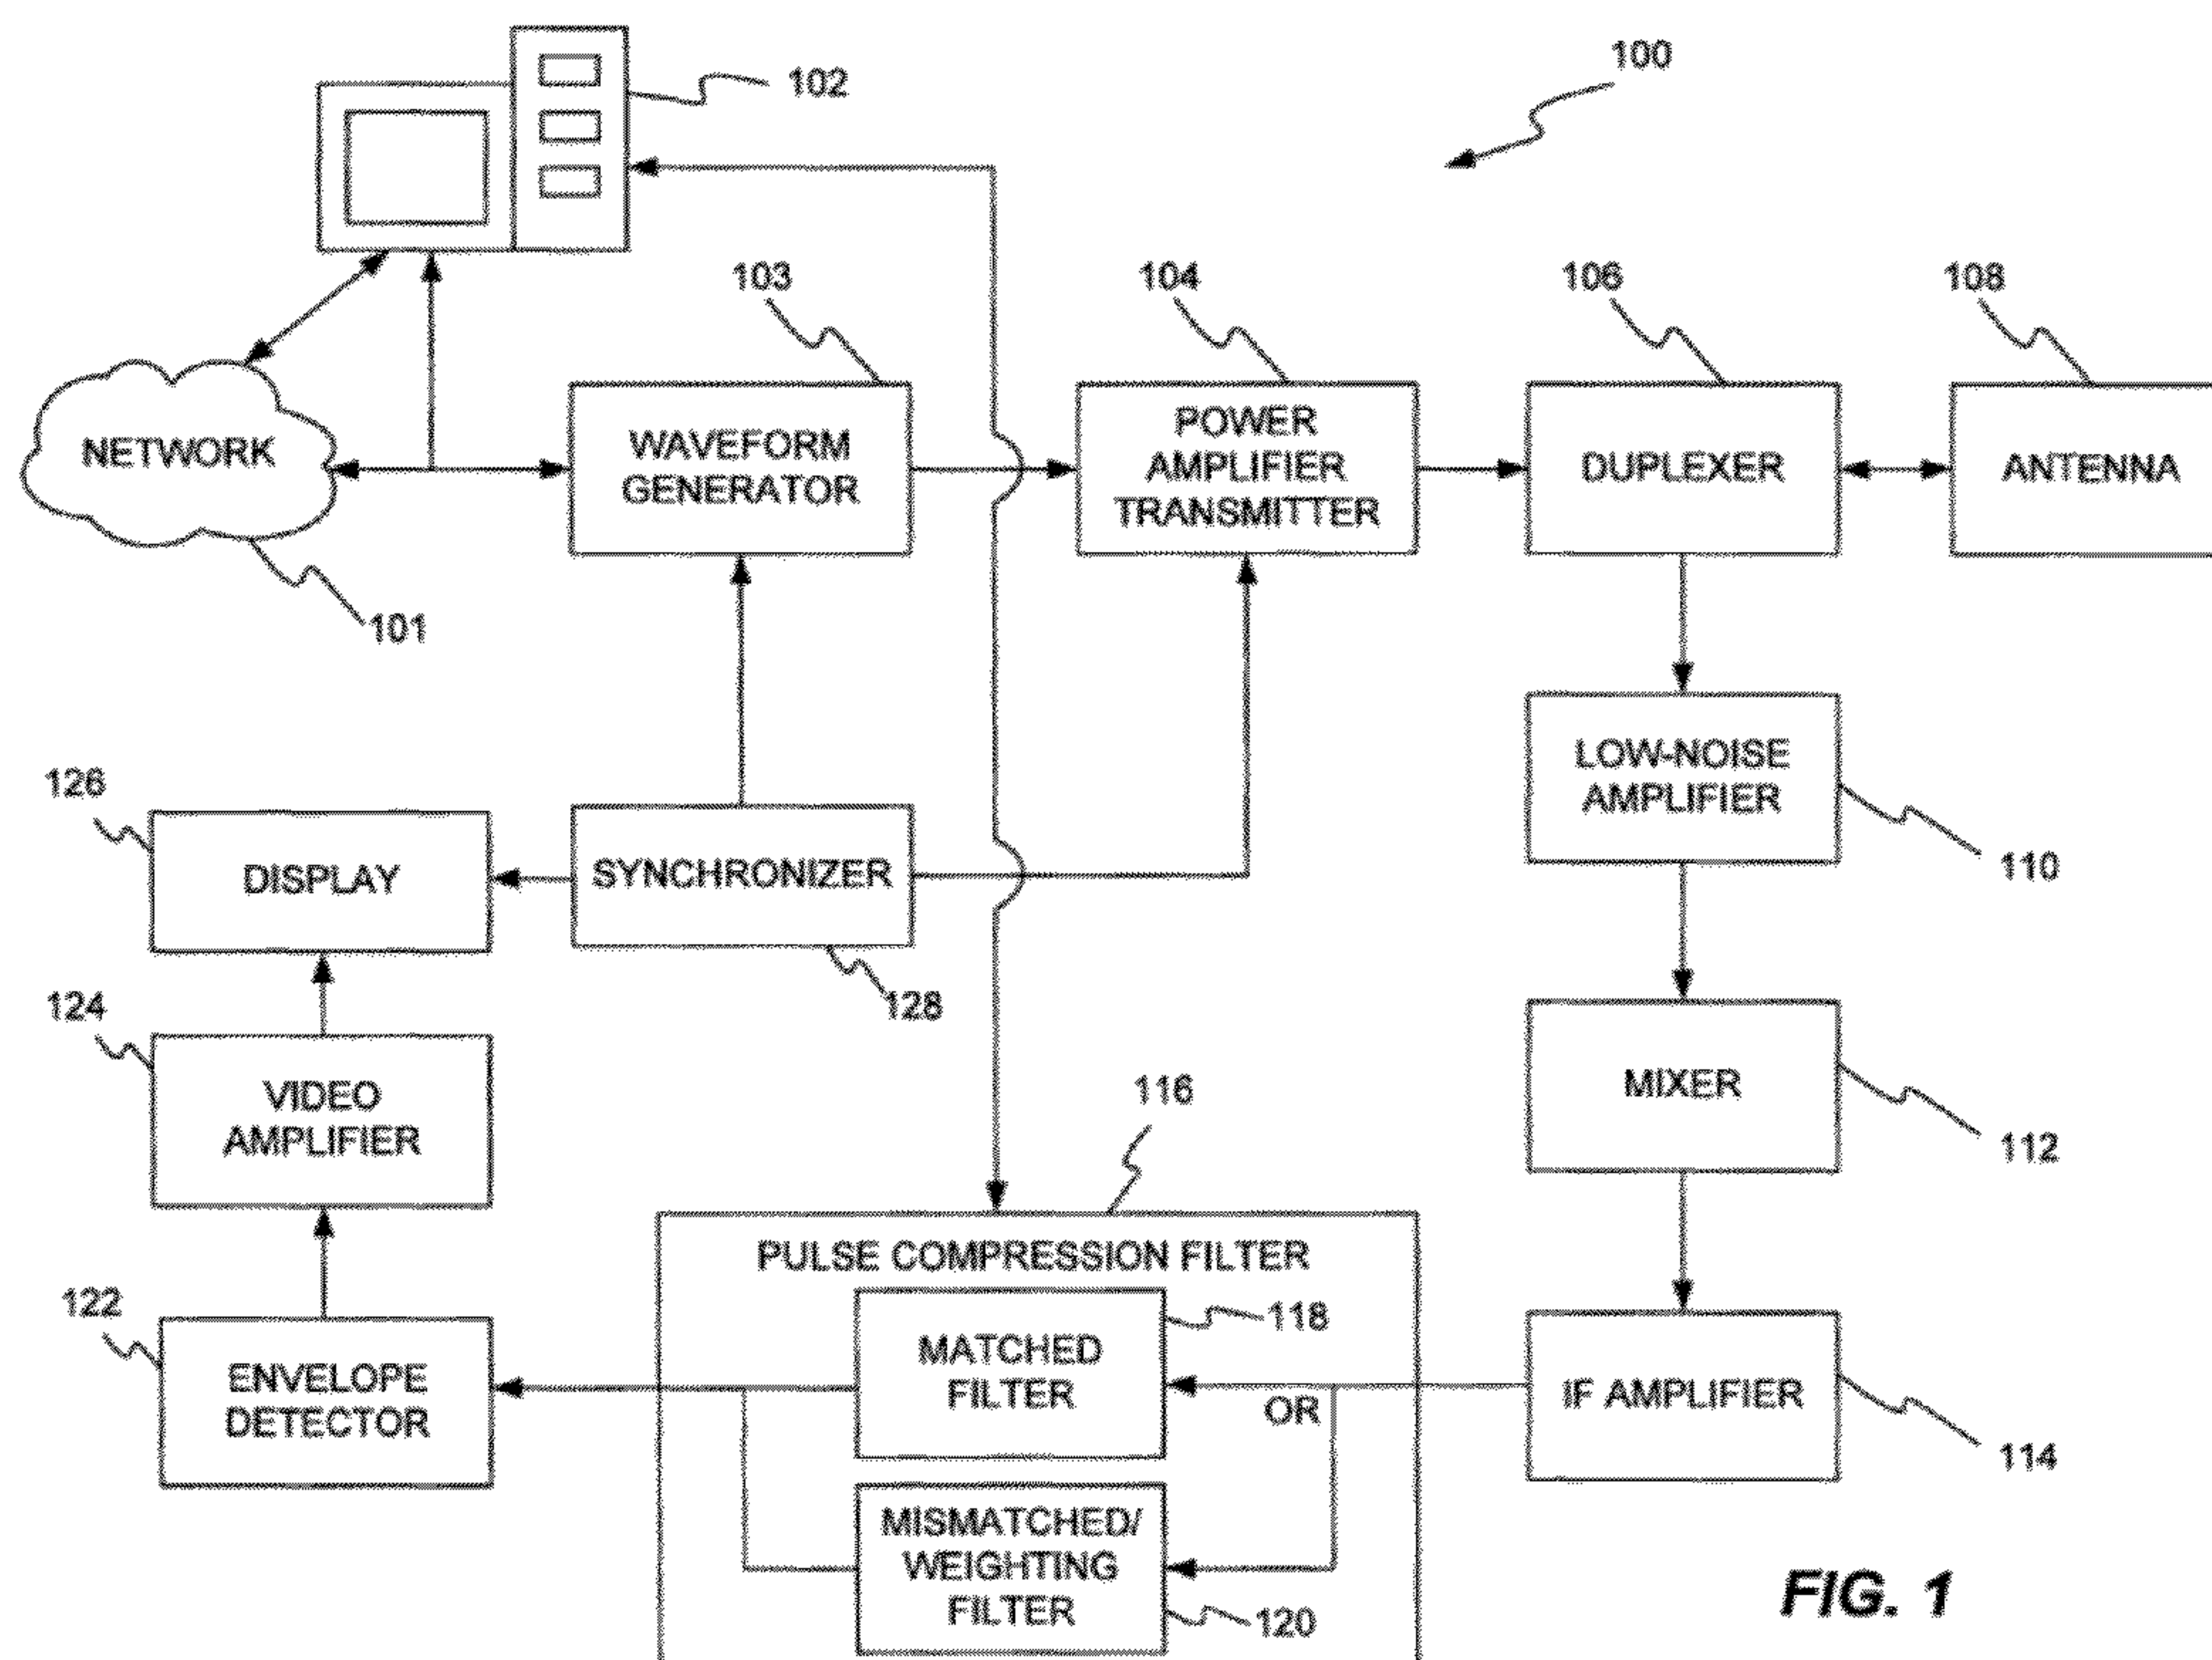 102
100
103
104
106
108
NETWORK
WAVEFORM
GENERATOR
POWER
AMPLIFIER
TRANSMITTER
DUPLEXER
ANTENNA
101
LOW-NOISE
AMPLIFIER
110
126
DISPLAY
SYNCHRONIZER
128
124
VIDEO
AMPLIFIER
MIXER
112
116
PULSE COMPRESSION FILTER
122
ENVELOPE
DETECTOR
118
MATCHED
FILTER
OR
IF AMPLIFIER
114
MISMATCHED/
WEIGHTING
FILTER
120
FIG. 1